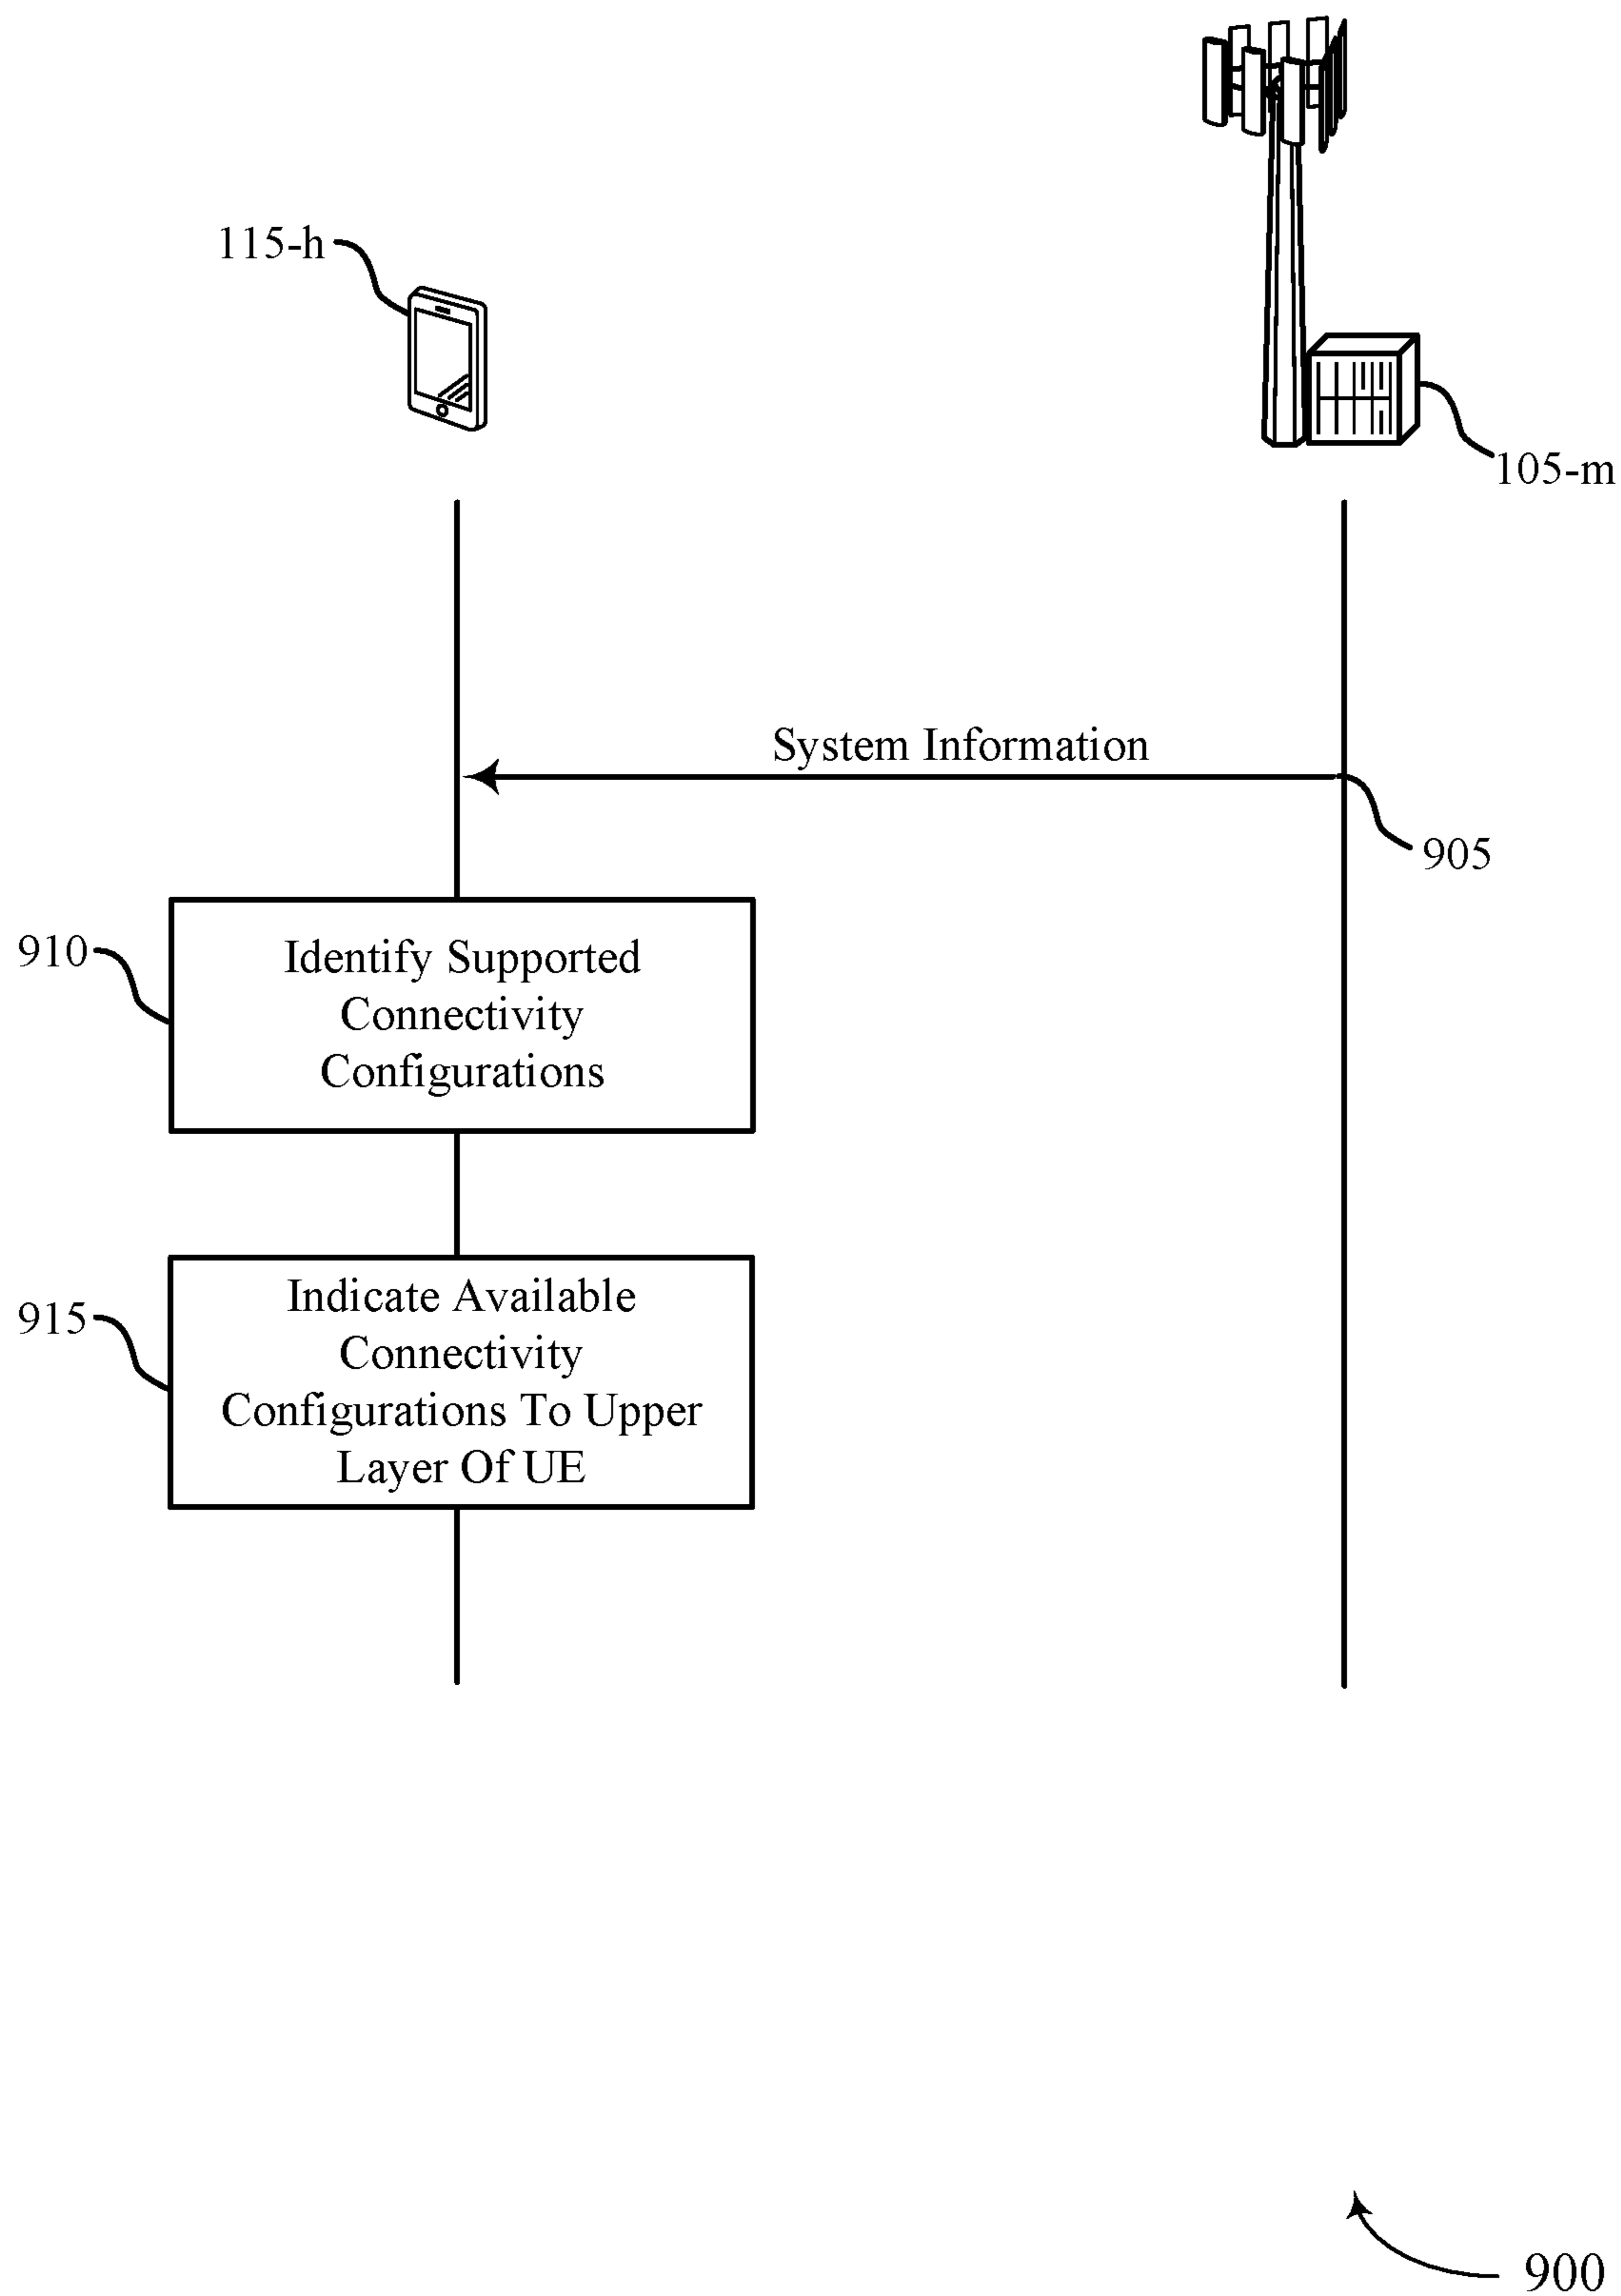 115-h
105-m
System Information
905
910
Identify Supported
Connectivity
Configurations
915
Indicate Available
Connectivity
Configurations To Upper
Layer Of UE
900